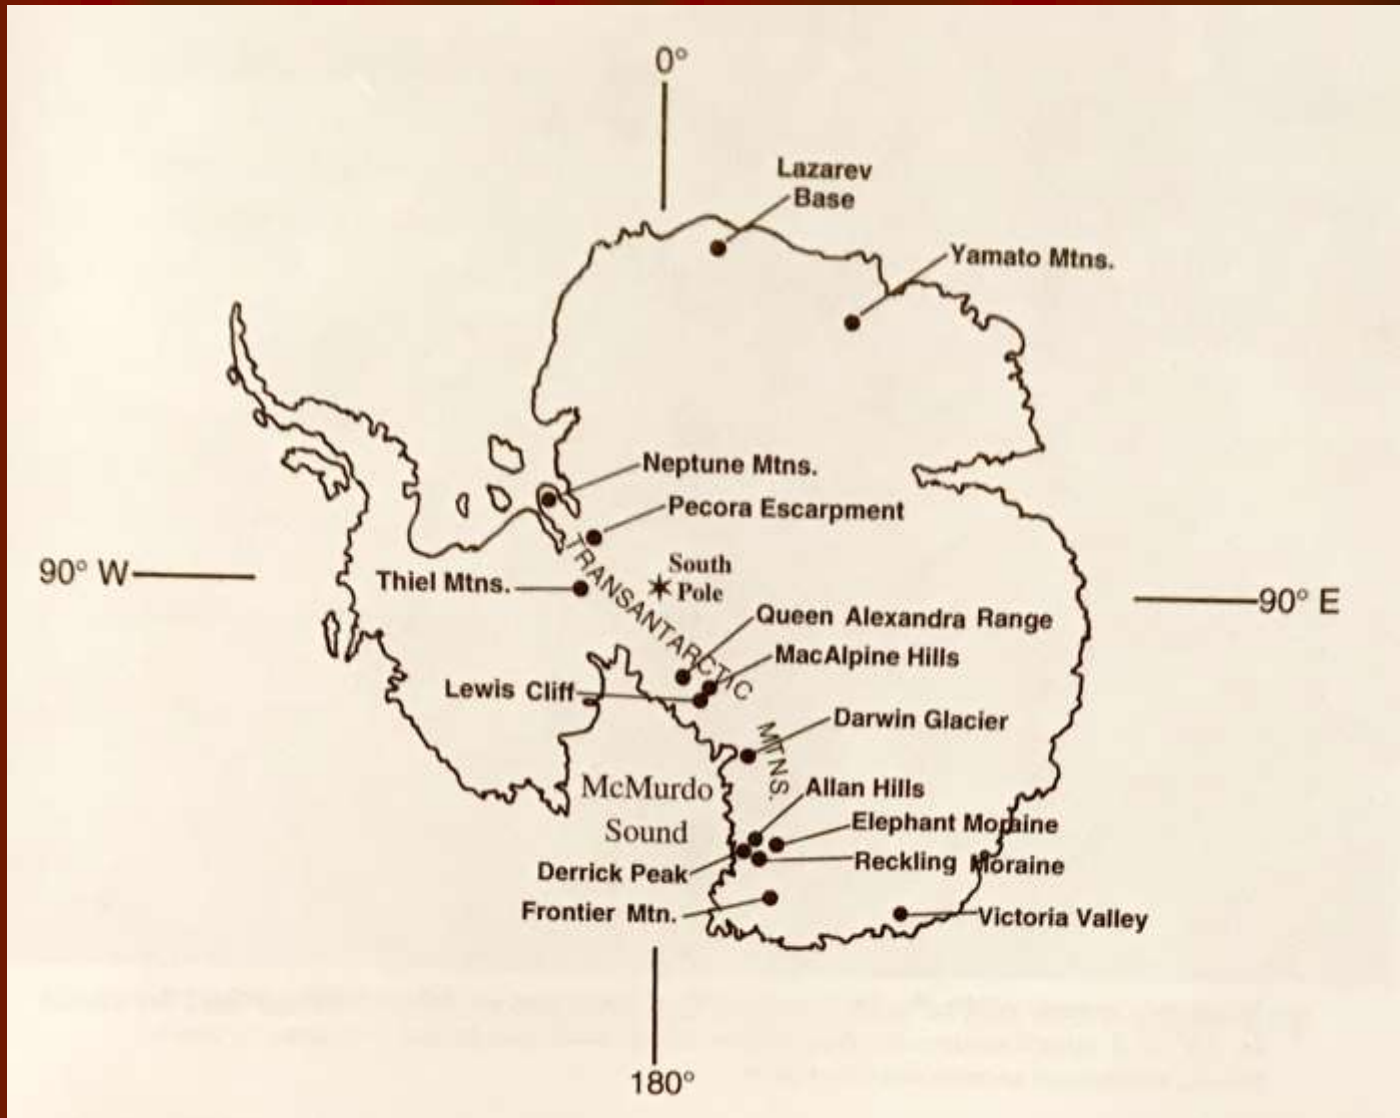 0°
Lazarev
Base
Yamato Mtns.
Neptune Mtns.
Pecora Escarpment
90° W
Thiel Mtns.
South
Pole
90° E
TRANSANTARCTIC MTNS.
Queen Alexandra Range
MacAlpine Hills
Lewis Cliff
Darwin Glacier
McMurdo
Sound
Allan Hills
Elephant Moraine
Reckling Moraine
Derrick Peak
Frontier Mtn.
Victoria Valley
180°